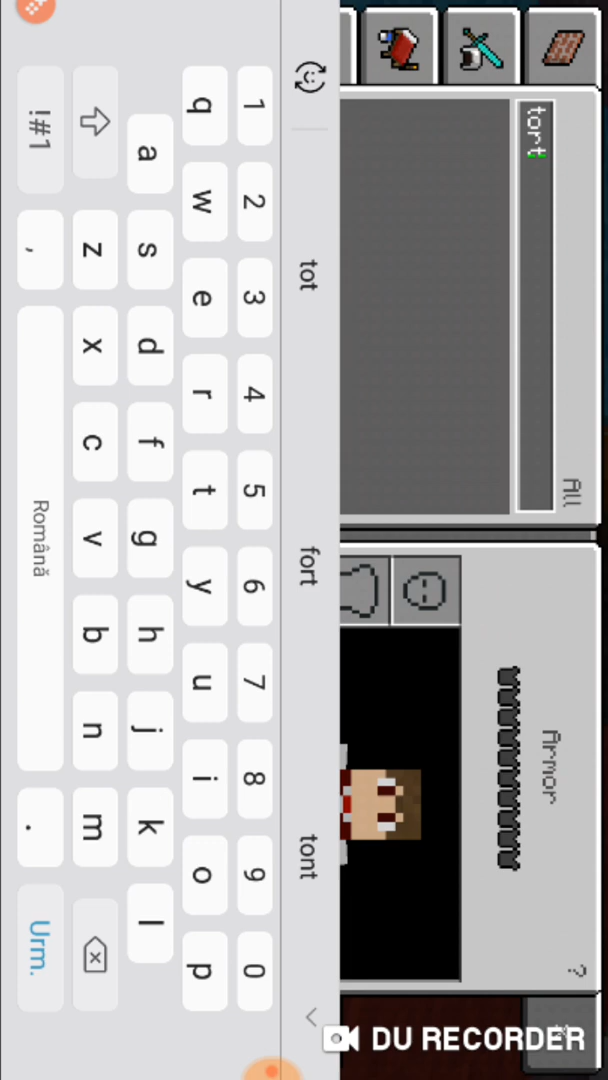 All
tort
Armor
?
tot fort tont
1 2 3 4 5 6 7 8 9 0
q w e r t y u i o p
a s d f g h j k l
z x c v b n m
!#1 , Română . Urm.
DU RECORDER